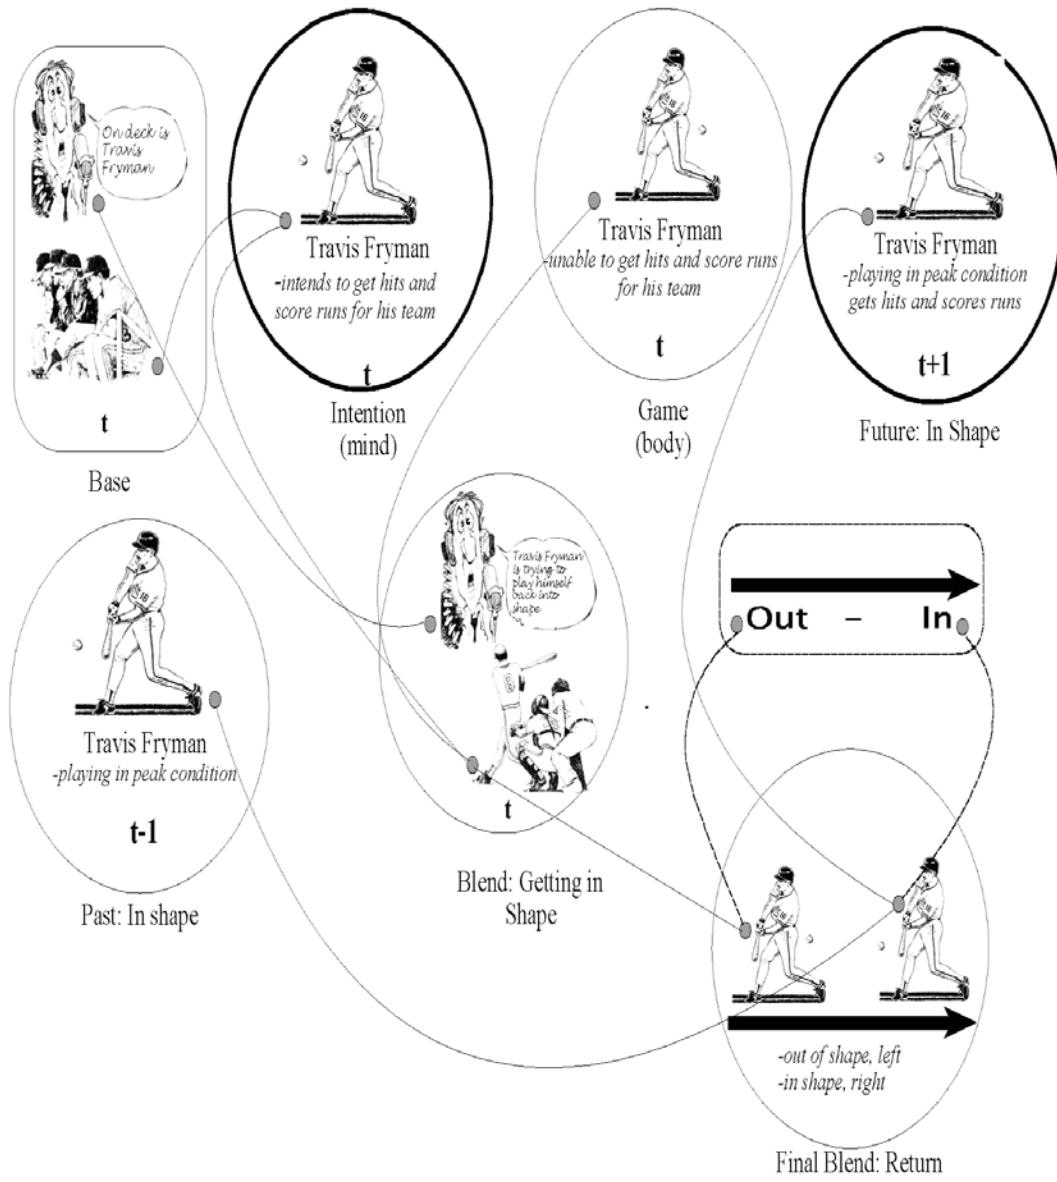 On deck is
Travis
Fryman
t
Base
Travis Fryman
-intends to get hits and
score runs for his team
t
Intention
(mind)
Travis Fryman
-unable to get hits and score runs
for his team
t
Game
(body)
Travis Fryman
-playing in peak condition
gets hits and scores runs
t+1
Future: In Shape
Travis Fryman
-playing in peak condition
t-1
Past: In shape
Travis Fryman
is trying to
play himself
back into
shape
t
Blend: Getting in
Shape
Out – In
-out of shape, left
-in shape, right
Final Blend: Return